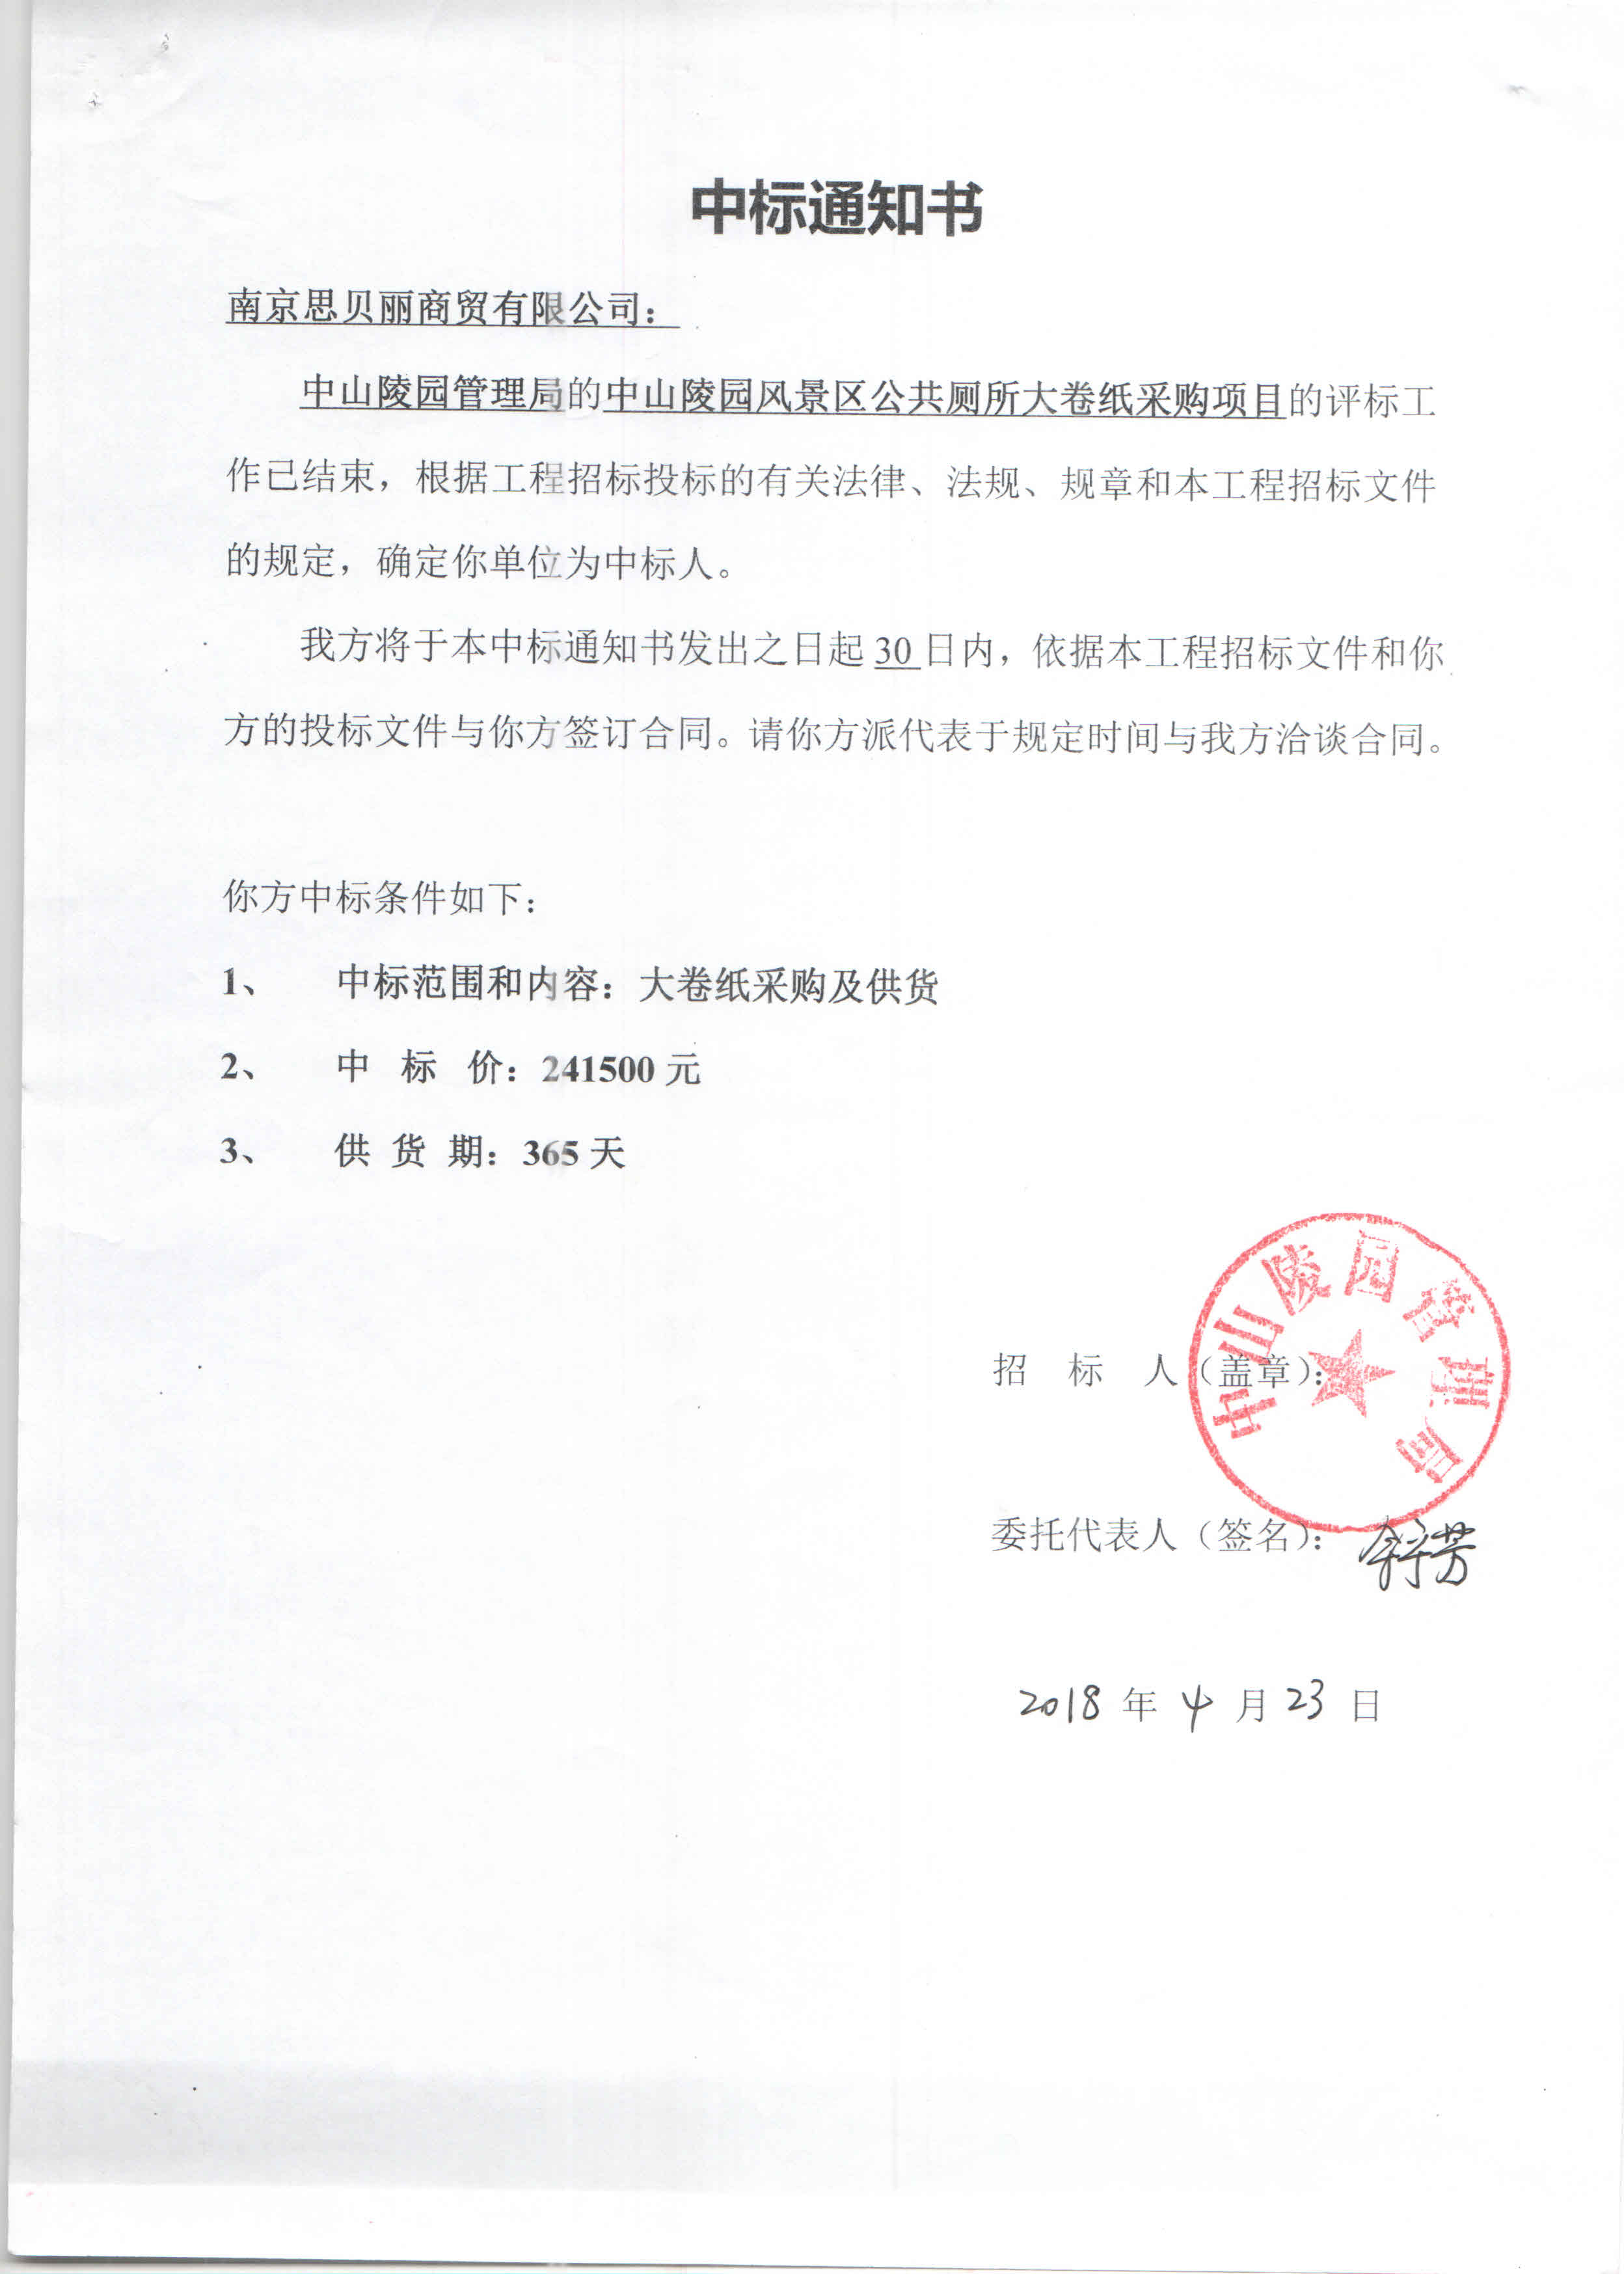 中标通知书
南京思贝丽商贸有限公司：
中山陵园管理局的中山陵园风景区公共厕所大卷纸采购项目的评标工
作已结束，根据工程招标投标的有关法律、法规、规章和本工程招标文件
的规定，确定你单位为中标人。
我方将于本中标通知书发出之日起 30 日内，依据本工程招标文件和你
方的投标文件与你方签订合同。请你方派代表于规定时间与我方洽谈合同。
你方中标条件如下：
1、 中标范围和内容：大卷纸采购及供货
2、 中 标 价：241500 元
3、 供 货 期：365 天
中山陵园管理局
招 标 人（盖章）：
委托代表人（签名）：
2018 年 4 月 23 日